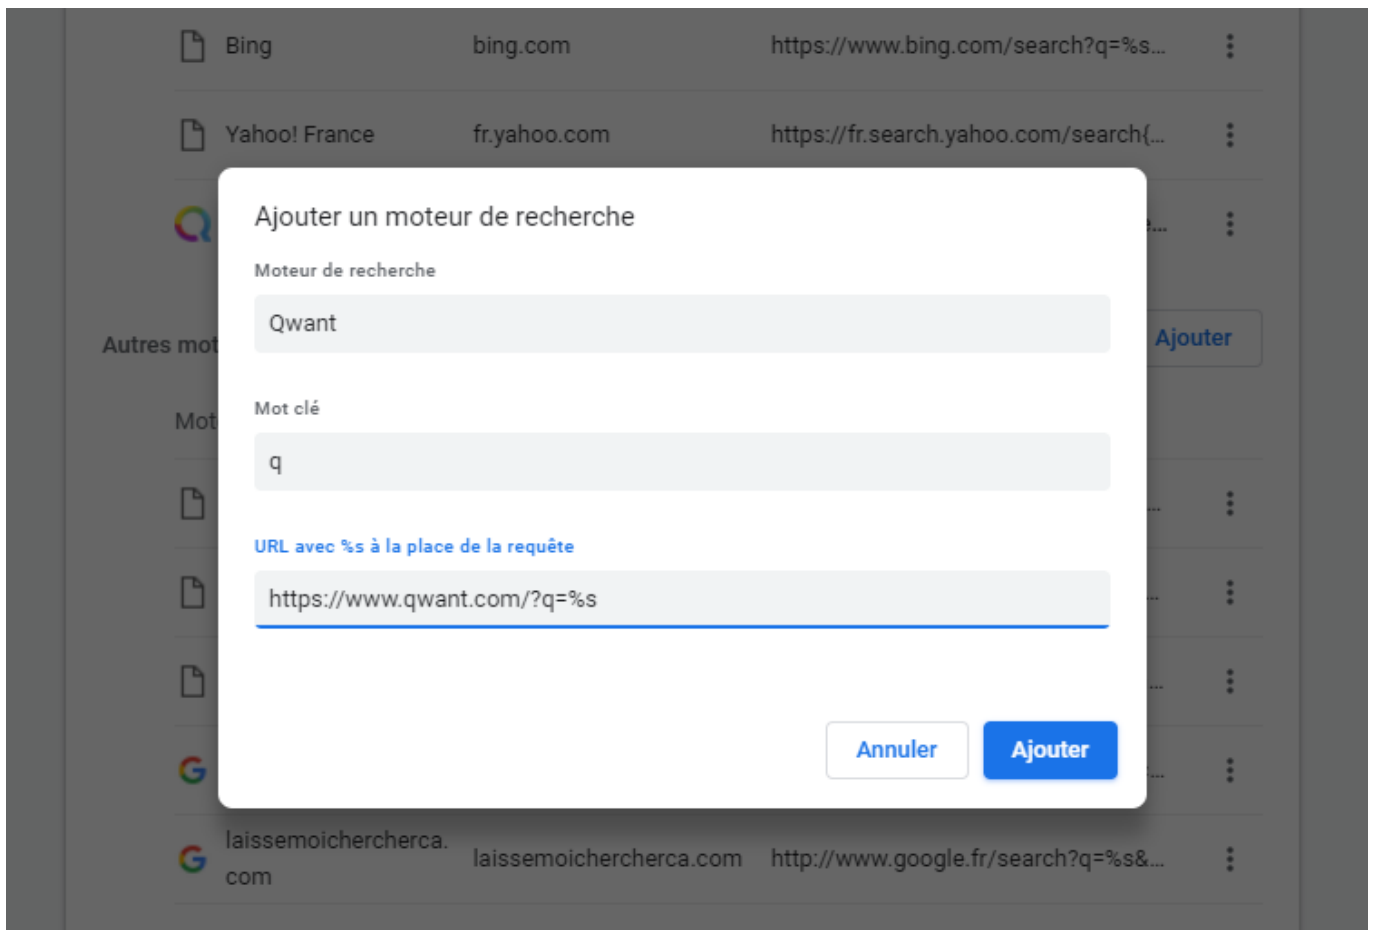 Bing bing.com https://www.bing.com/search?q=%s...
Yahoo! France fr.yahoo.com https://fr.search.yahoo.com/search{...
Ajouter un moteur de recherche
Moteur de recherche
Qwant
Autres mot
Ajouter
Mot clé
Mot
q
URL avec %s à la place de la requête
https://www.qwant.com/?q=%s
Annuler Ajouter
laissemoichercherca.
com
laissemoichercherca.com http://www.google.fr/search?q=%s&...